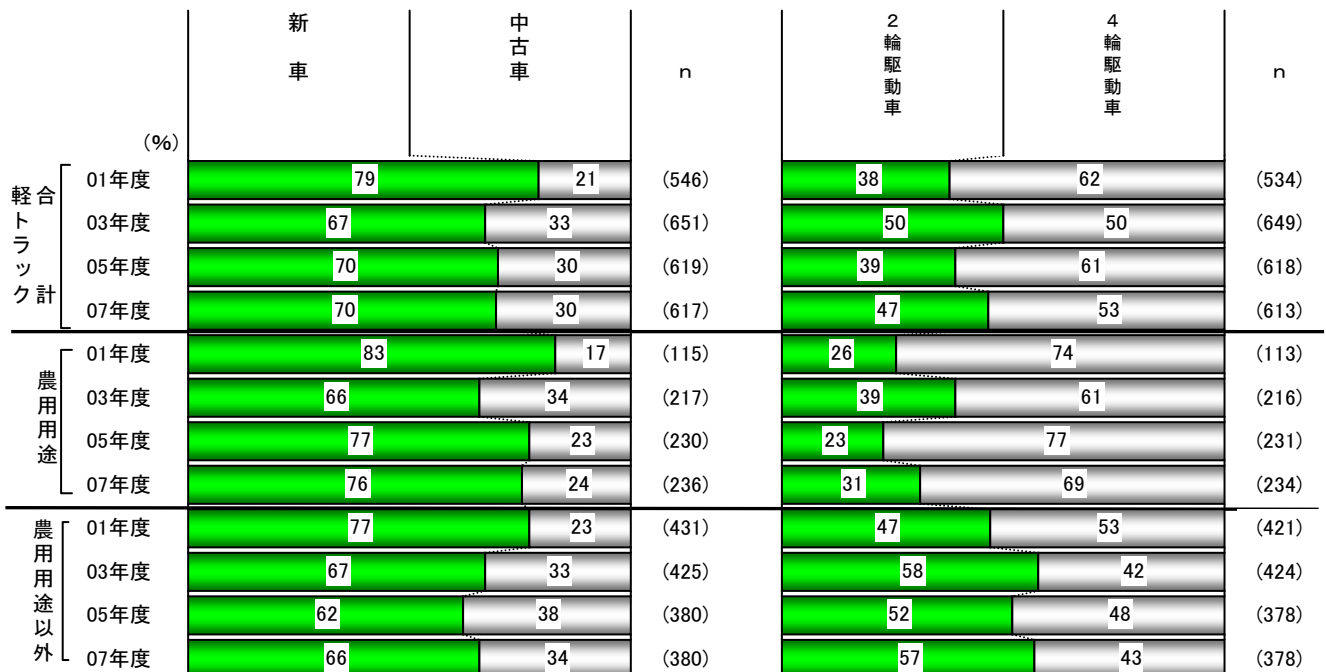 新車 中古車 n 2輪駆動車 4輪駆動車 n
(%)
軽トラック合計
01年度 79 21 (546) 38 62 (534)
03年度 67 33 (651) 50 50 (649)
05年度 70 30 (619) 39 61 (618)
07年度 70 30 (617) 47 53 (613)
農用用途
01年度 83 17 (115) 26 74 (113)
03年度 66 34 (217) 39 61 (216)
05年度 77 23 (230) 23 77 (231)
07年度 76 24 (236) 31 69 (234)
農用用途以外
01年度 77 23 (431) 47 53 (421)
03年度 67 33 (425) 58 42 (424)
05年度 62 38 (380) 52 48 (378)
07年度 66 34 (380) 57 43 (378)